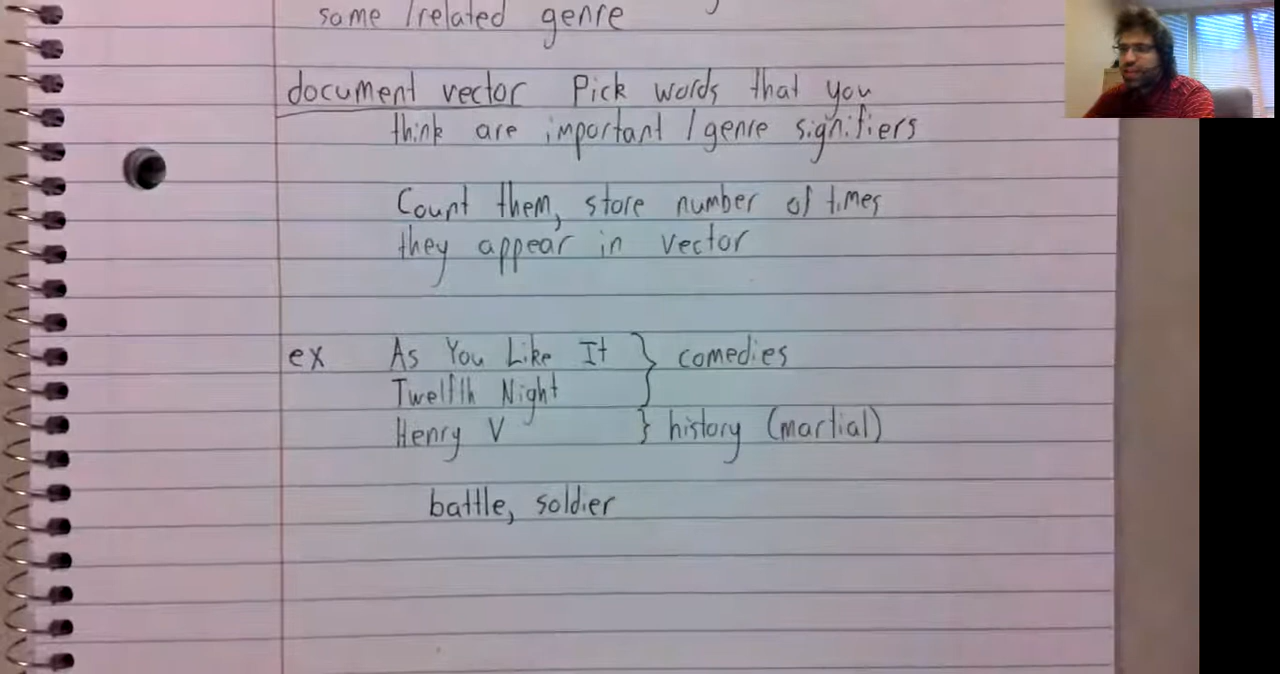 same / related genre
document vector Pick words that you
think are important / genre signifiers
Count them, store number of times
they appear in vector
ex As You Like It } comedies
Twelfth Night
Henry V } history (martial)
battle, soldier